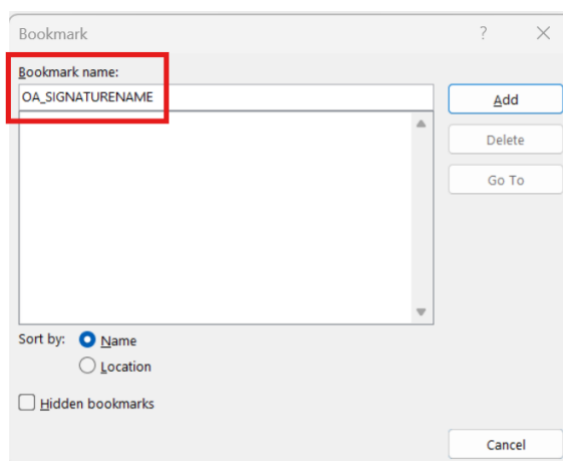 Bookmark
? ×
Bookmark name:
OA_SIGNATURENAME
Add
Delete
Go To
Sort by: Name
Location
Hidden bookmarks
Cancel